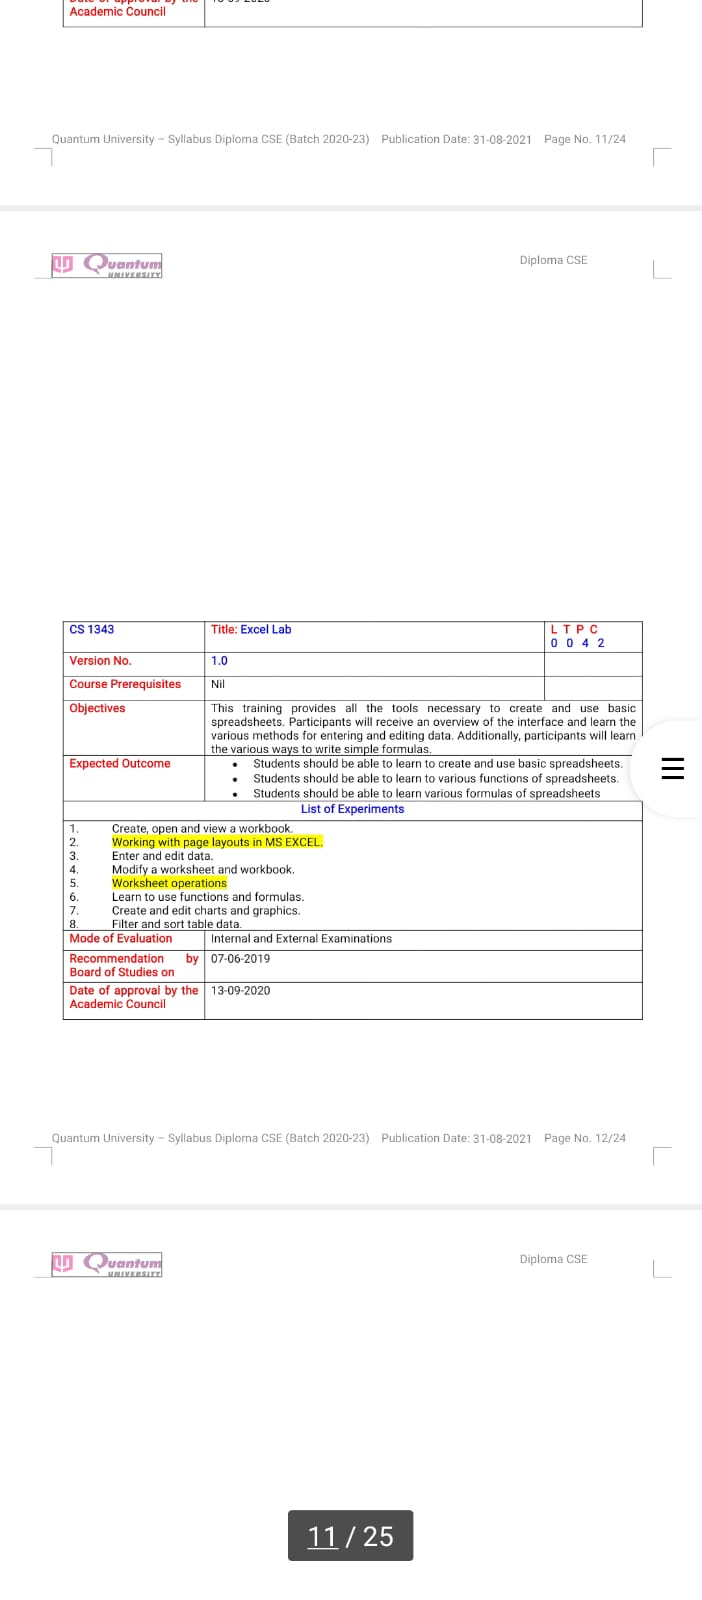 Academic Council
Quantum University – Syllabus Diploma CSE (Batch 2020-23) Publication Date: 31-08-2021 Page No. 11/24
Quantum UNIVERSITY
Diploma CSE
CS 1343 Title: Excel Lab L T P C
0 0 4 2
Version No. 1.0
Course Prerequisites Nil
Objectives This training provides all the tools necessary to create and use basic
spreadsheets. Participants will receive an overview of the interface and learn the
various methods for entering and editing data. Additionally, participants will learn
the various ways to write simple formulas.
Expected Outcome • Students should be able to learn to create and use basic spreadsheets.
• Students should be able to learn to various functions of spreadsheets.
• Students should be able to learn various formulas of spreadsheets
List of Experiments
1. Create, open and view a workbook.
2. Working with page layouts in MS EXCEL.
3. Enter and edit data.
4. Modify a worksheet and workbook.
5. Worksheet operations
6. Learn to use functions and formulas.
7. Create and edit charts and graphics.
8. Filter and sort table data.
Mode of Evaluation Internal and External Examinations
Recommendation by 07-06-2019
Board of Studies on
Date of approval by the 13-09-2020
Academic Council
Quantum University – Syllabus Diploma CSE (Batch 2020-23) Publication Date: 31-08-2021 Page No. 12/24
Quantum UNIVERSITY
Diploma CSE
11 / 25